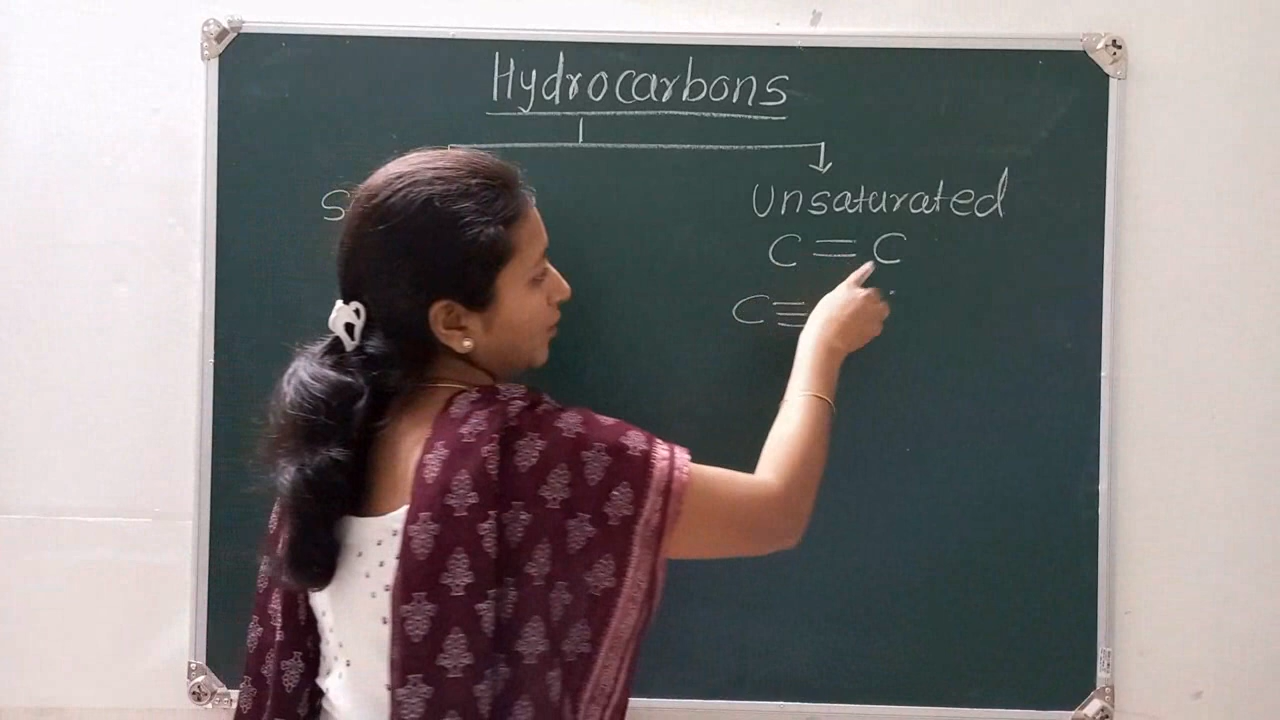 Hydrocarbons
S
Unsaturated
C = C
C ≡